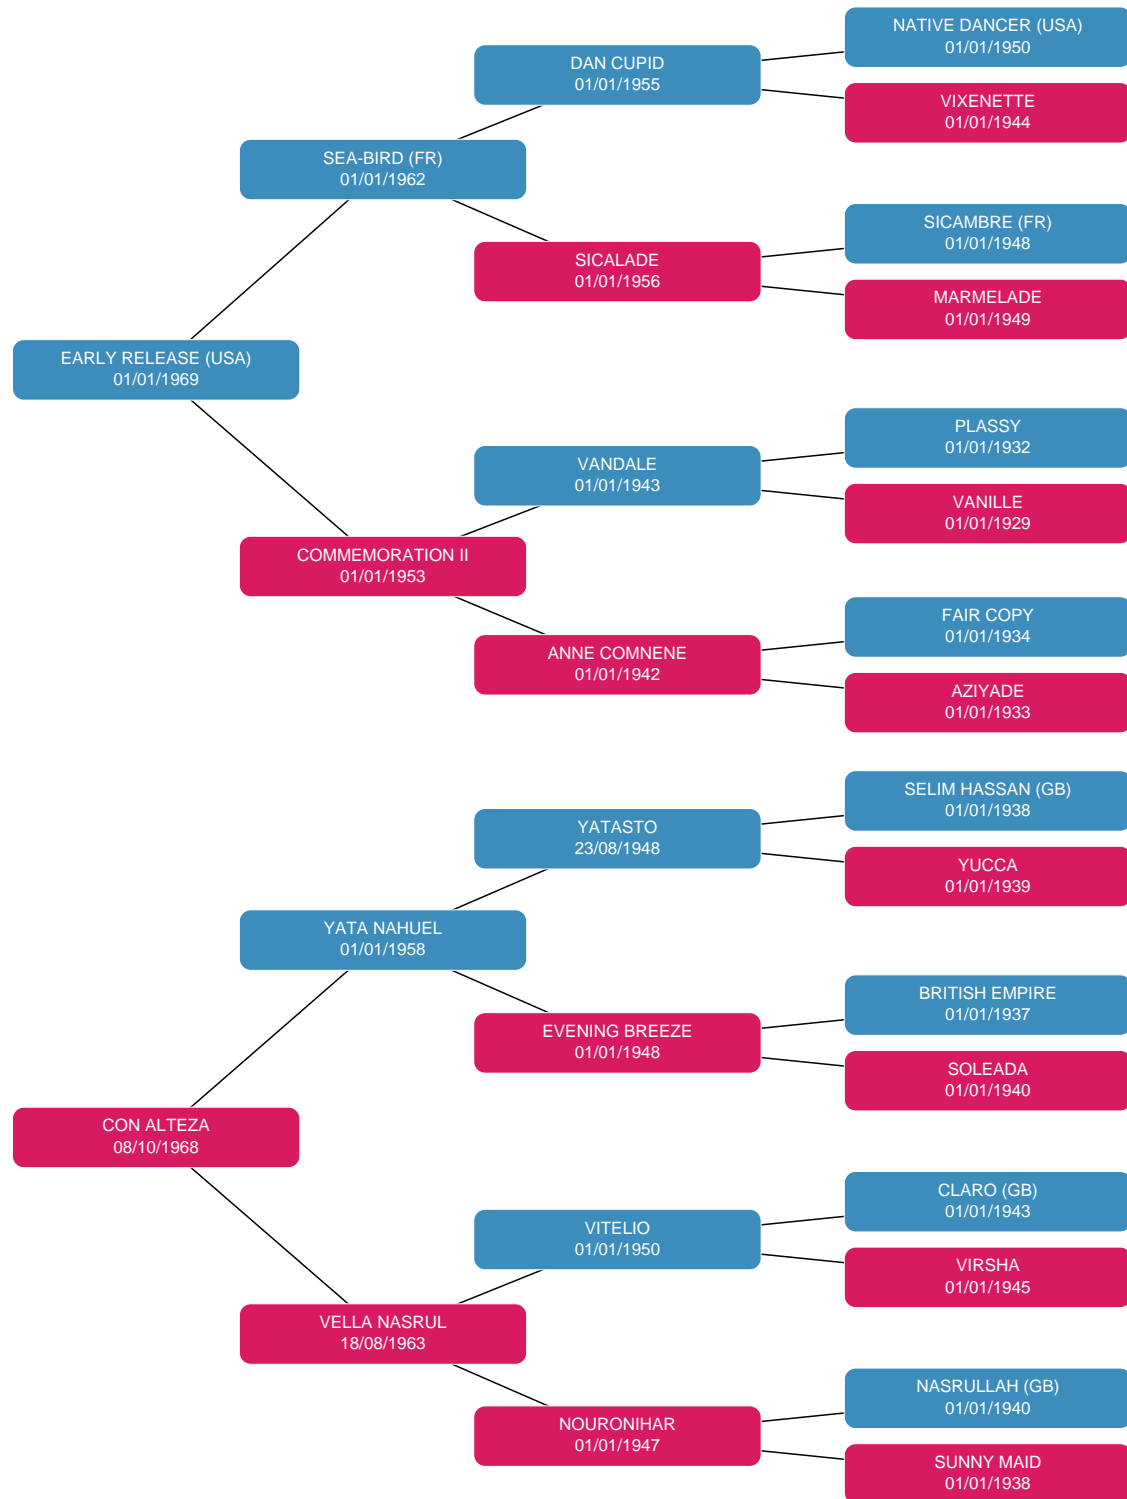 NATIVE DANCER (USA)
01/01/1950
DAN CUPID
01/01/1955
VIXENETTE
01/01/1944
SEA-BIRD (FR)
01/01/1962
SICAMBRE (FR)
01/01/1948
SICALADE
01/01/1956
MARMELADE
01/01/1949
EARLY RELEASE (USA)
01/01/1969
PLASSY
01/01/1932
VANDALE
01/01/1943
VANILLE
01/01/1929
COMMEMORATION II
01/01/1953
FAIR COPY
01/01/1934
ANNE COMNENE
01/01/1942
AZIYADE
01/01/1933
SELIM HASSAN (GB)
01/01/1938
YATASTO
23/08/1948
YUCCA
01/01/1939
YATA NAHUEL
01/01/1958
BRITISH EMPIRE
01/01/1937
EVENING BREEZE
01/01/1948
SOLEADA
01/01/1940
CON ALTEZA
08/10/1968
CLARO (GB)
01/01/1943
VITELIO
01/01/1950
VIRSHA
01/01/1945
VELLA NASRUL
18/08/1963
NASRULLAH (GB)
01/01/1940
NOURONIHAR
01/01/1947
SUNNY MAID
01/01/1938